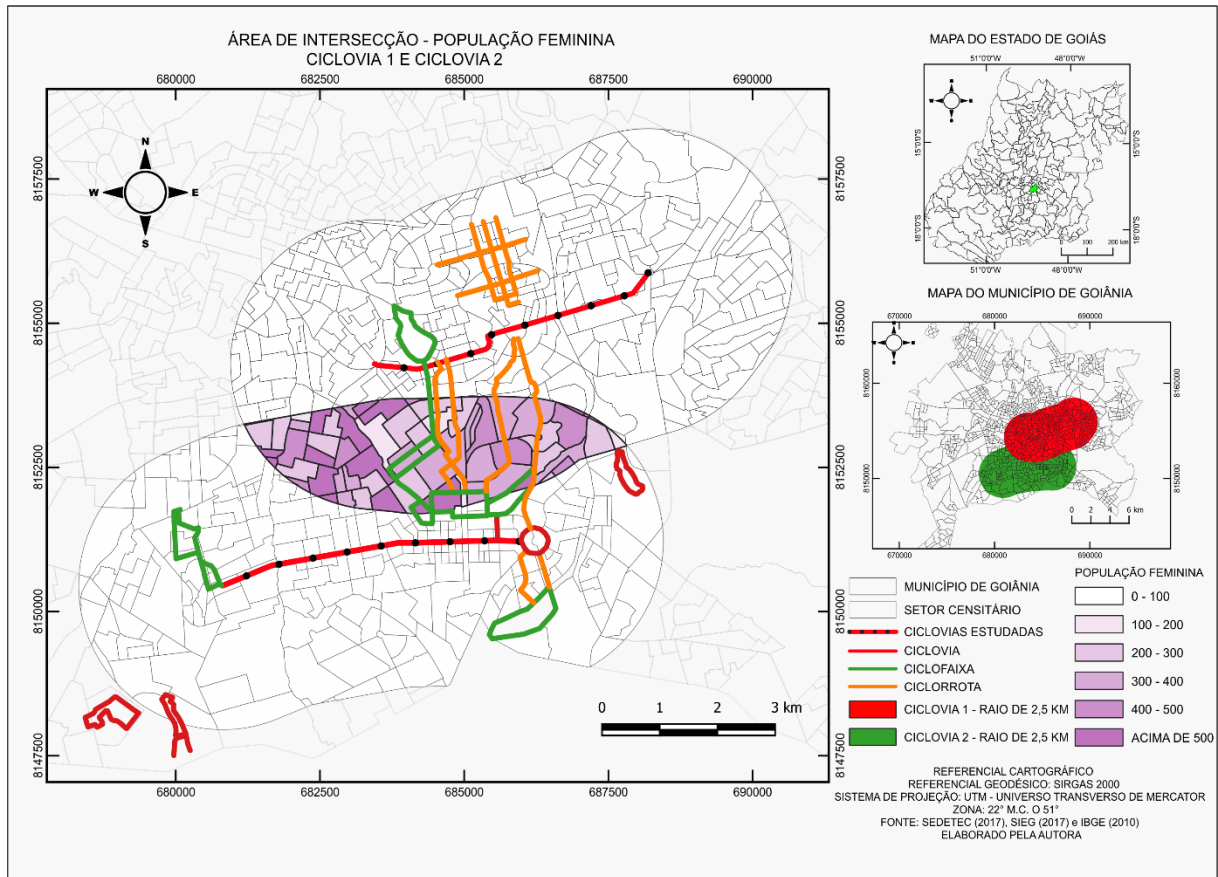 ÁREA DE INTERSECÇÃO - POPULAÇÃO FEMININA
CICLOVIA 1 E CICLOVIA 2
680000 682500 685000 687500 690000
8157500 8157500
8155000 8155000
8152500 8152500
8150000 8150000
8147500 8147500
N
W E
S
0 1 2 3 km
680000 682500 685000 687500 690000
MAPA DO ESTADO DE GOIÁS
51°0'0"W 48°0'0"W
15°0'0"S 15°0'0"S
18°0'0"S 18°0'0"S
0 100 200 km
51°0'0"W 48°0'0"W
MAPA DO MUNICÍPIO DE GOIÂNIA
670000 680000 690000
8160000 8160000
8150000 8150000
0 2 4 6 km
670000 680000 690000
MUNICÍPIO DE GOIÂNIA
SETOR CENSITÁRIO
CICLOVIAS ESTUDADAS
CICLOVIA
CICLOFAIXA
CICLORROTA
CICLOVIA 1 - RAIO DE 2,5 KM
CICLOVIA 2 - RAIO DE 2,5 KM
POPULAÇÃO FEMININA
0 - 100
100 - 200
200 - 300
300 - 400
400 - 500
ACIMA DE 500
REFERENCIAL CARTOGRÁFICO
REFERENCIAL GEODÉSICO: SIRGAS 2000
SISTEMA DE PROJEÇÃO: UTM - UNIVERSO TRANSVERSO DE MERCATOR
ZONA: 22° M.C. O 51°
FONTE: SEDETEC (2017), SIEG (2017) e IBGE (2010)
ELABORADO PELA AUTORA